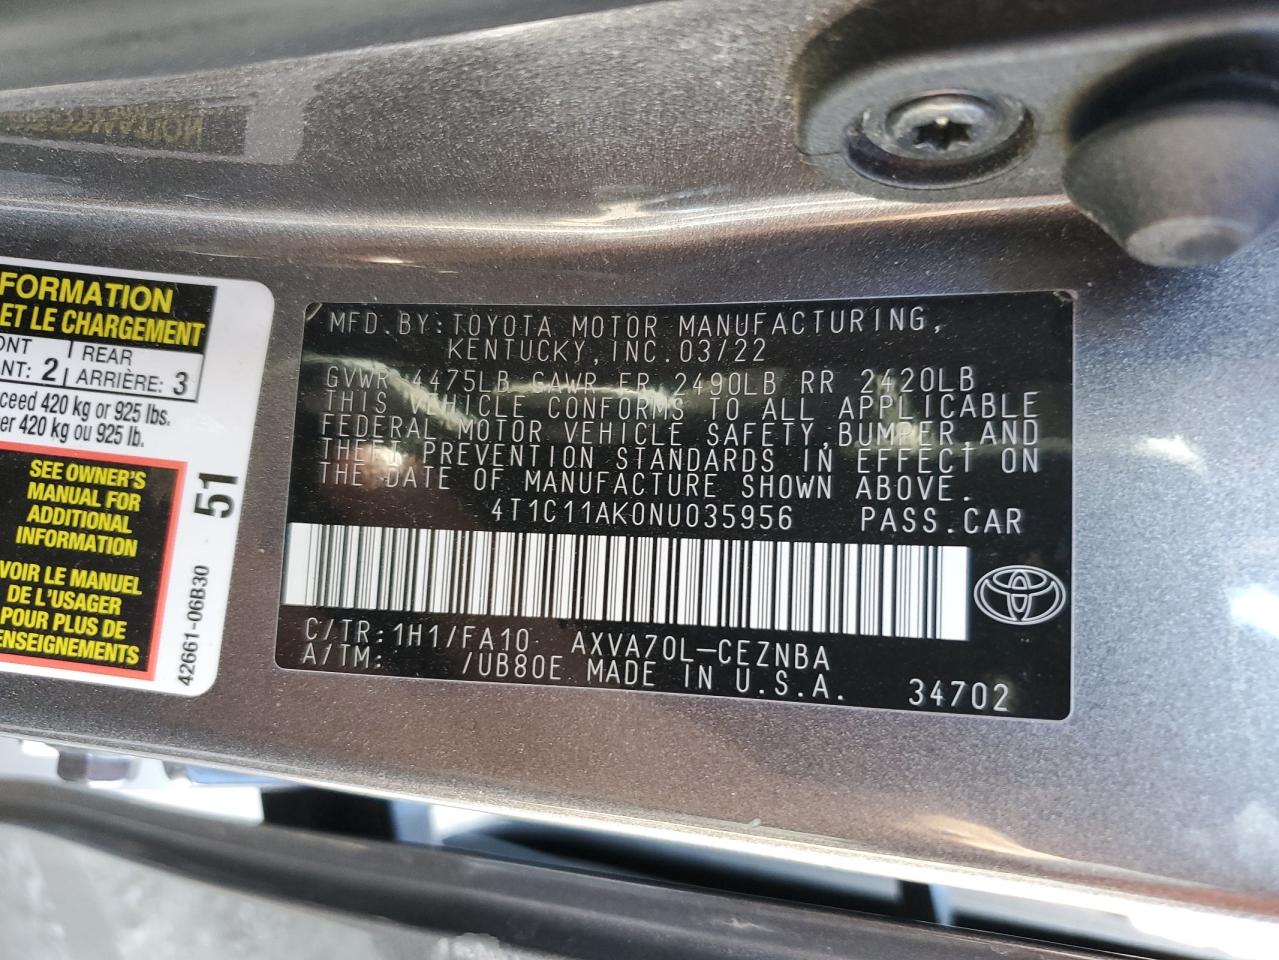 FORMATION
ET LE CHARGEMENT
ONT
ANT: 2
REAR
ARRIÈRE: 3
ceed 420 kg or 925 lbs.
er 420 kg ou 925 lb.
SEE OWNER'S
MANUAL FOR
ADDITIONAL
INFORMATION
VOIR LE MANUEL
DE L'USAGER
POUR PLUS DE
ENSEIGNEMENTS
51
42661-06B30
MFD. BY: TOYOTA MOTOR MANUFACTURING,
KENTUCKY, INC. 03/22
GVWR 4475LB GAWR FR 2490LB RR 2420LB
THIS VEHICLE CONFORMS TO ALL APPLICABLE
FEDERAL MOTOR VEHICLE SAFETY, BUMPER, AND
THEFT PREVENTION STANDARDS IN EFFECT ON
THE DATE OF MANUFACTURE SHOWN ABOVE.
4T1C11AK0NU035956 PASS. CAR
C/TR: 1H1/FA10 AXVA70L-CEZNBA
A/TM: /UB80E MADE IN U.S.A. 34702